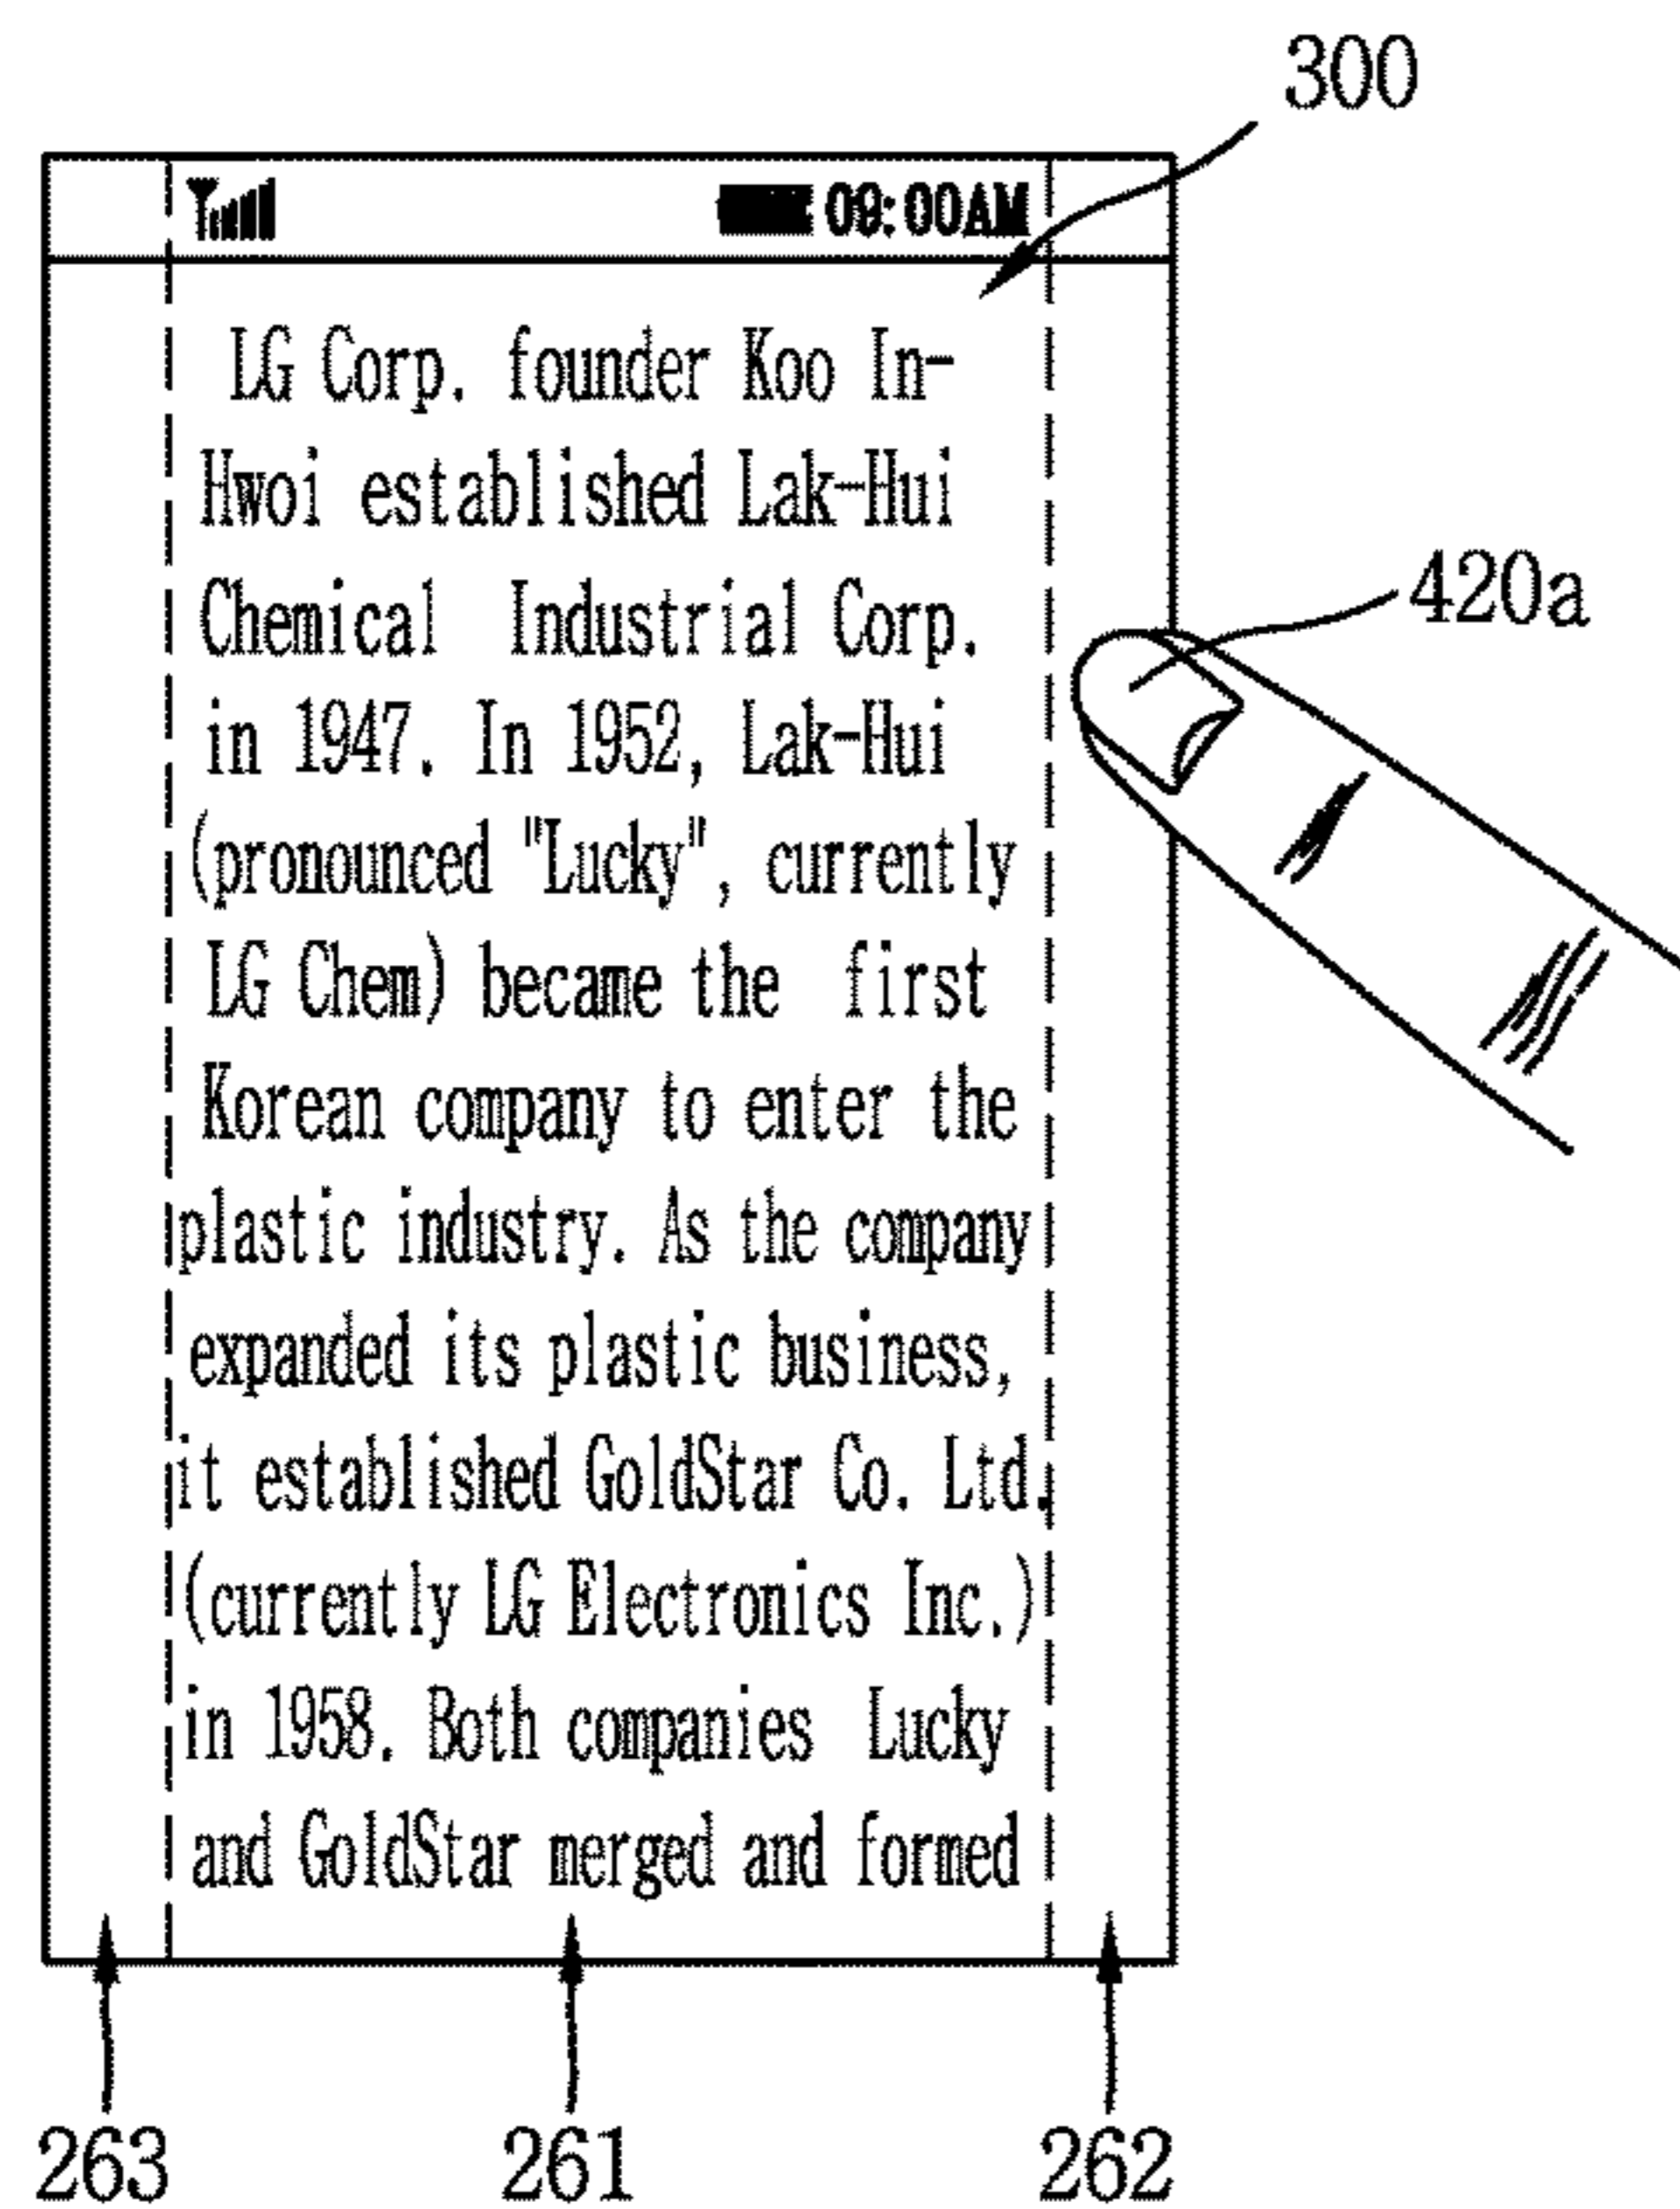 300
09:00AM
LG Corp. founder Koo In-
Hwoi established Lak-Hui
Chemical Industrial Corp.
in 1947. In 1952, Lak-Hui
(pronounced "Lucky", currently
LG Chem) became the first
Korean company to enter the
plastic industry. As the company
expanded its plastic business,
it established GoldStar Co. Ltd.
(currently LG Electronics Inc.)
in 1958. Both companies Lucky
and GoldStar merged and formed
420a
263 261 262